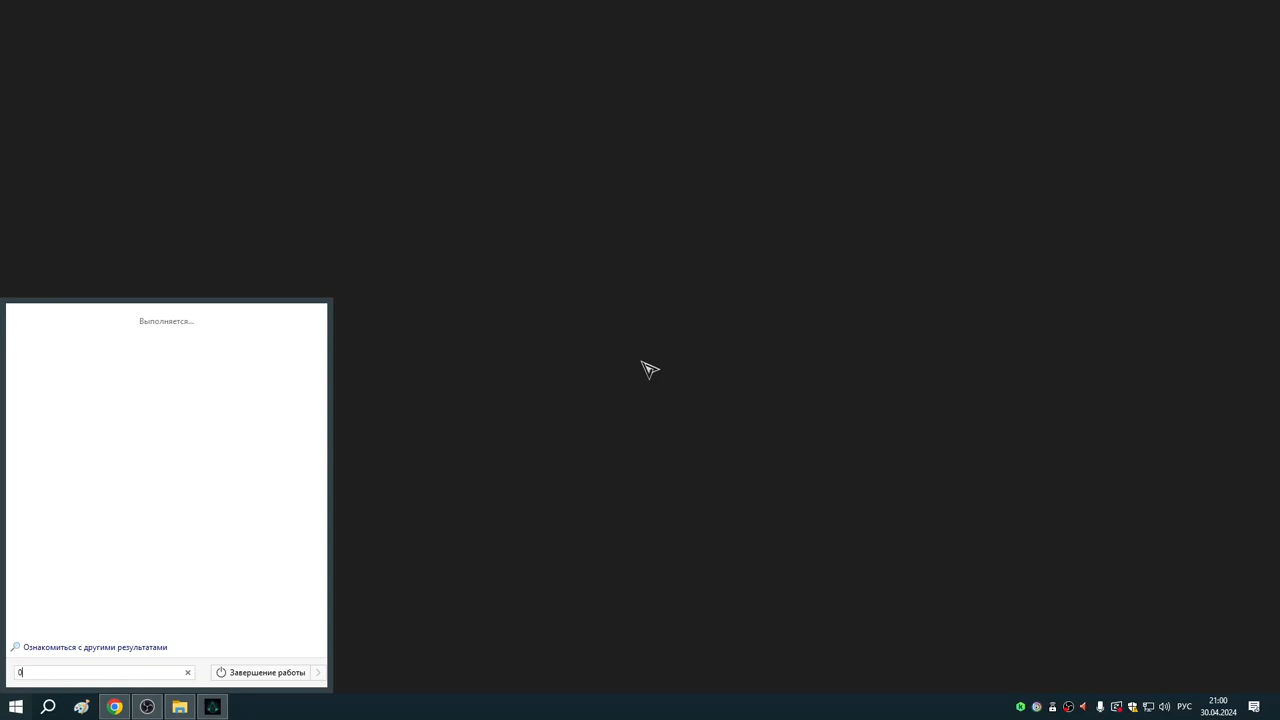 Выполняется...
Ознакомиться с другими результатами
0
Завершение работы
РУС
21:00
30.04.2024